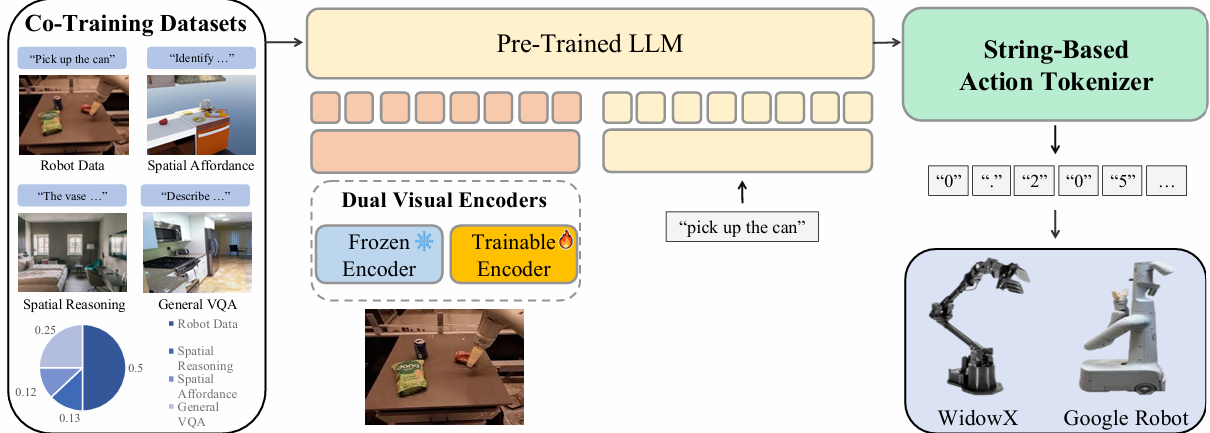 Co-Training Datasets
“Pick up the can”
“Identify …”
Robot Data
Spatial Affordance
“The vase …”
“Describe …”
Spatial Reasoning
General VQA
0.25
0.5
0.12
0.13
Robot Data
Spatial
Reasoning
Spatial
Affordance
General
VQA
Pre-Trained LLM
Dual Visual Encoders
Frozen
Encoder
Trainable
Encoder
“pick up the can”
String-Based
Action Tokenizer
“0” “.” “2” “0” “5” …
WidowX
Google Robot